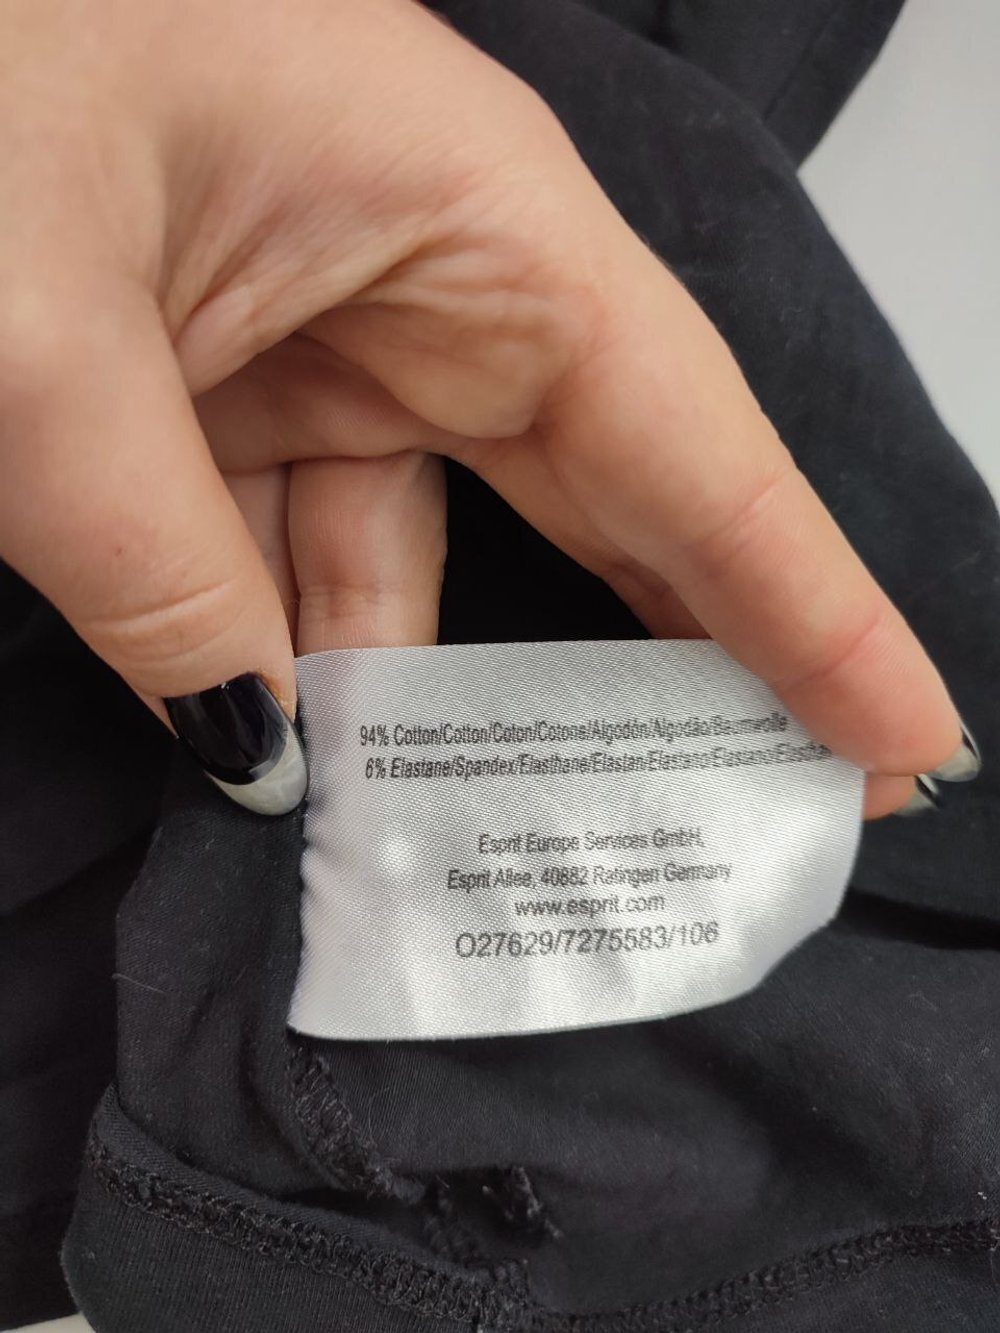 94% Cotton/Cotton/Coton/Cotone/Algodón/Algodão/Baumwolle
6% Elastane/Spandex/Elasthane/Elastan/Elastano/Elastano/Elasthan
Esprit Europe Services GmbH,
Esprit Allee, 40882 Ratingen Germany
www.esprit.com
O27629/7275583/106